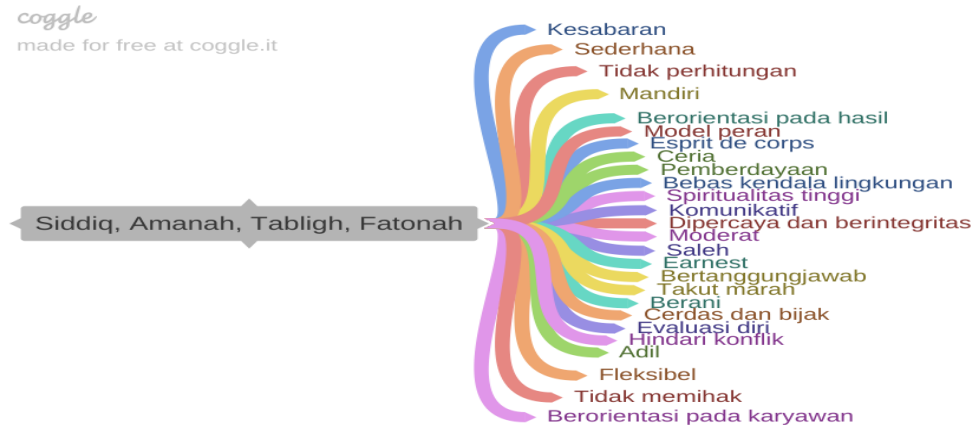 coggle
made for free at coggle.it
Siddiq, Amanah, Tabligh, Fatonah
Kesabaran
Sederhana
Tidak perhitungan
Mandiri
Berorientasi pada hasil
Model peran
Esprit de corps
Ceria
Pemberdayaan
Bebas kendala lingkungan
Spiritualitas tinggi
Komunikatif
Dipercaya dan berintegritas
Moderat
Saleh
Earnest
Bertanggungjawab
Takut marah
Berani
Cerdas dan bijak
Evaluasi diri
Hindari konflik
Adil
Fleksibel
Tidak memihak
Berorientasi pada karyawan